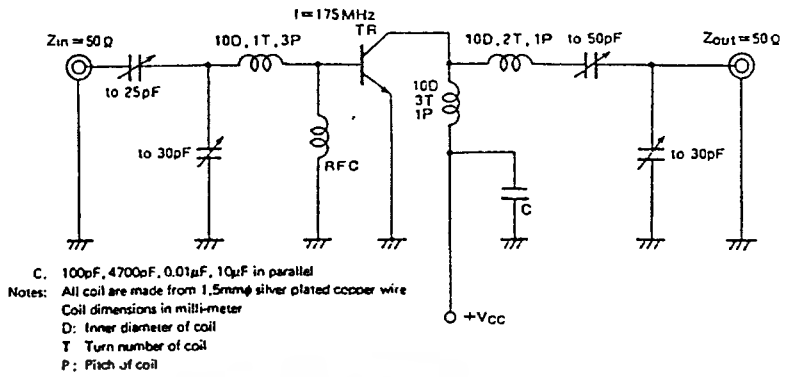 f=175MHz
TR
Zin=50Ω
10D,1T,3P
10D,2T,1P
to 50pF
Zout=50Ω
to 25pF
10D
3T
1P
to 30pF
to 30pF
RFC
C
C. 100pF, 4700pF, 0.01μF, 10μF in parallel
Notes: All coil are made from 1.5mmφ silver plated copper wire
Coil dimensions in milli-meter
D: Inner diameter of coil
T Turn number of coil
P: Pitch of coil
+VCC